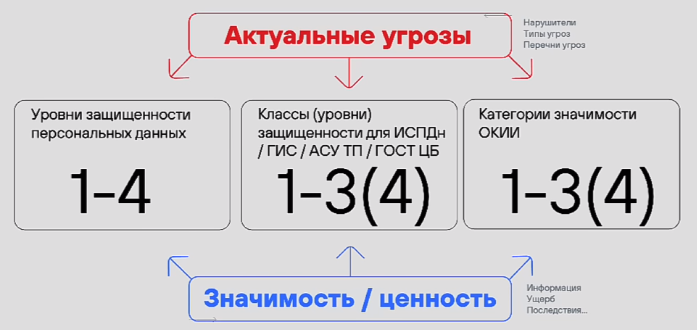 Актуальные угрозы
Нарушители
Типы угроз
Перечни угроз
Уровни защищенности
персональных данных
1-4
Классы (уровни)
защищенности для ИСПДн
/ ГИС / АСУ ТП / ГОСТ ЦБ
1-3(4)
Категории значимости
ОКИИ
1-3(4)
Значимость / ценность
Информация
Ущерб
Последствия...